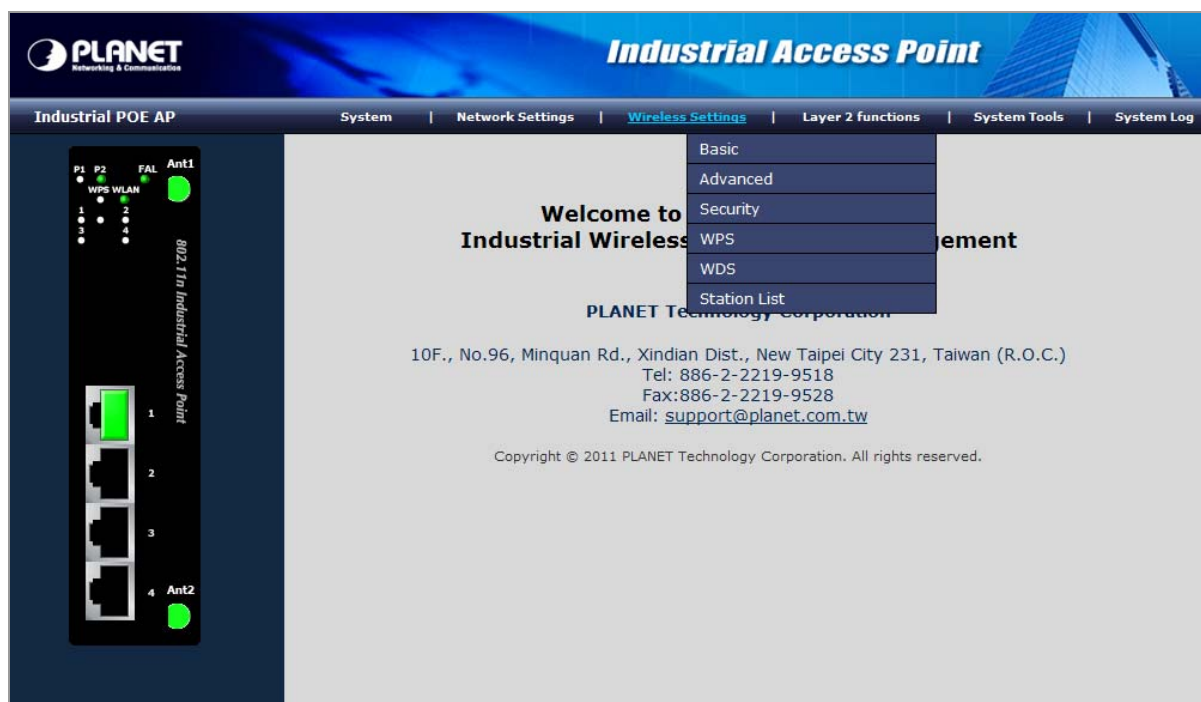 PLANET
Networking & Communication
Industrial Access Point
Industrial POE AP
System | Network Settings | Wireless Settings | Layer 2 functions | System Tools | System Log
Basic
Advanced
Security
WPS
WDS
Station List
P1 P2 FAL Ant1
WPS WLAN
1 2
3 4
802.11n Industrial Access Point
1
2
3
4 Ant2
Welcome to
Industrial Wireless ement
PLANET Technology Corporation
10F., No.96, Minquan Rd., Xindian Dist., New Taipei City 231, Taiwan (R.O.C.)
Tel: 886-2-2219-9518
Fax:886-2-2219-9528
Email: support@planet.com.tw
Copyright © 2011 PLANET Technology Corporation. All rights reserved.